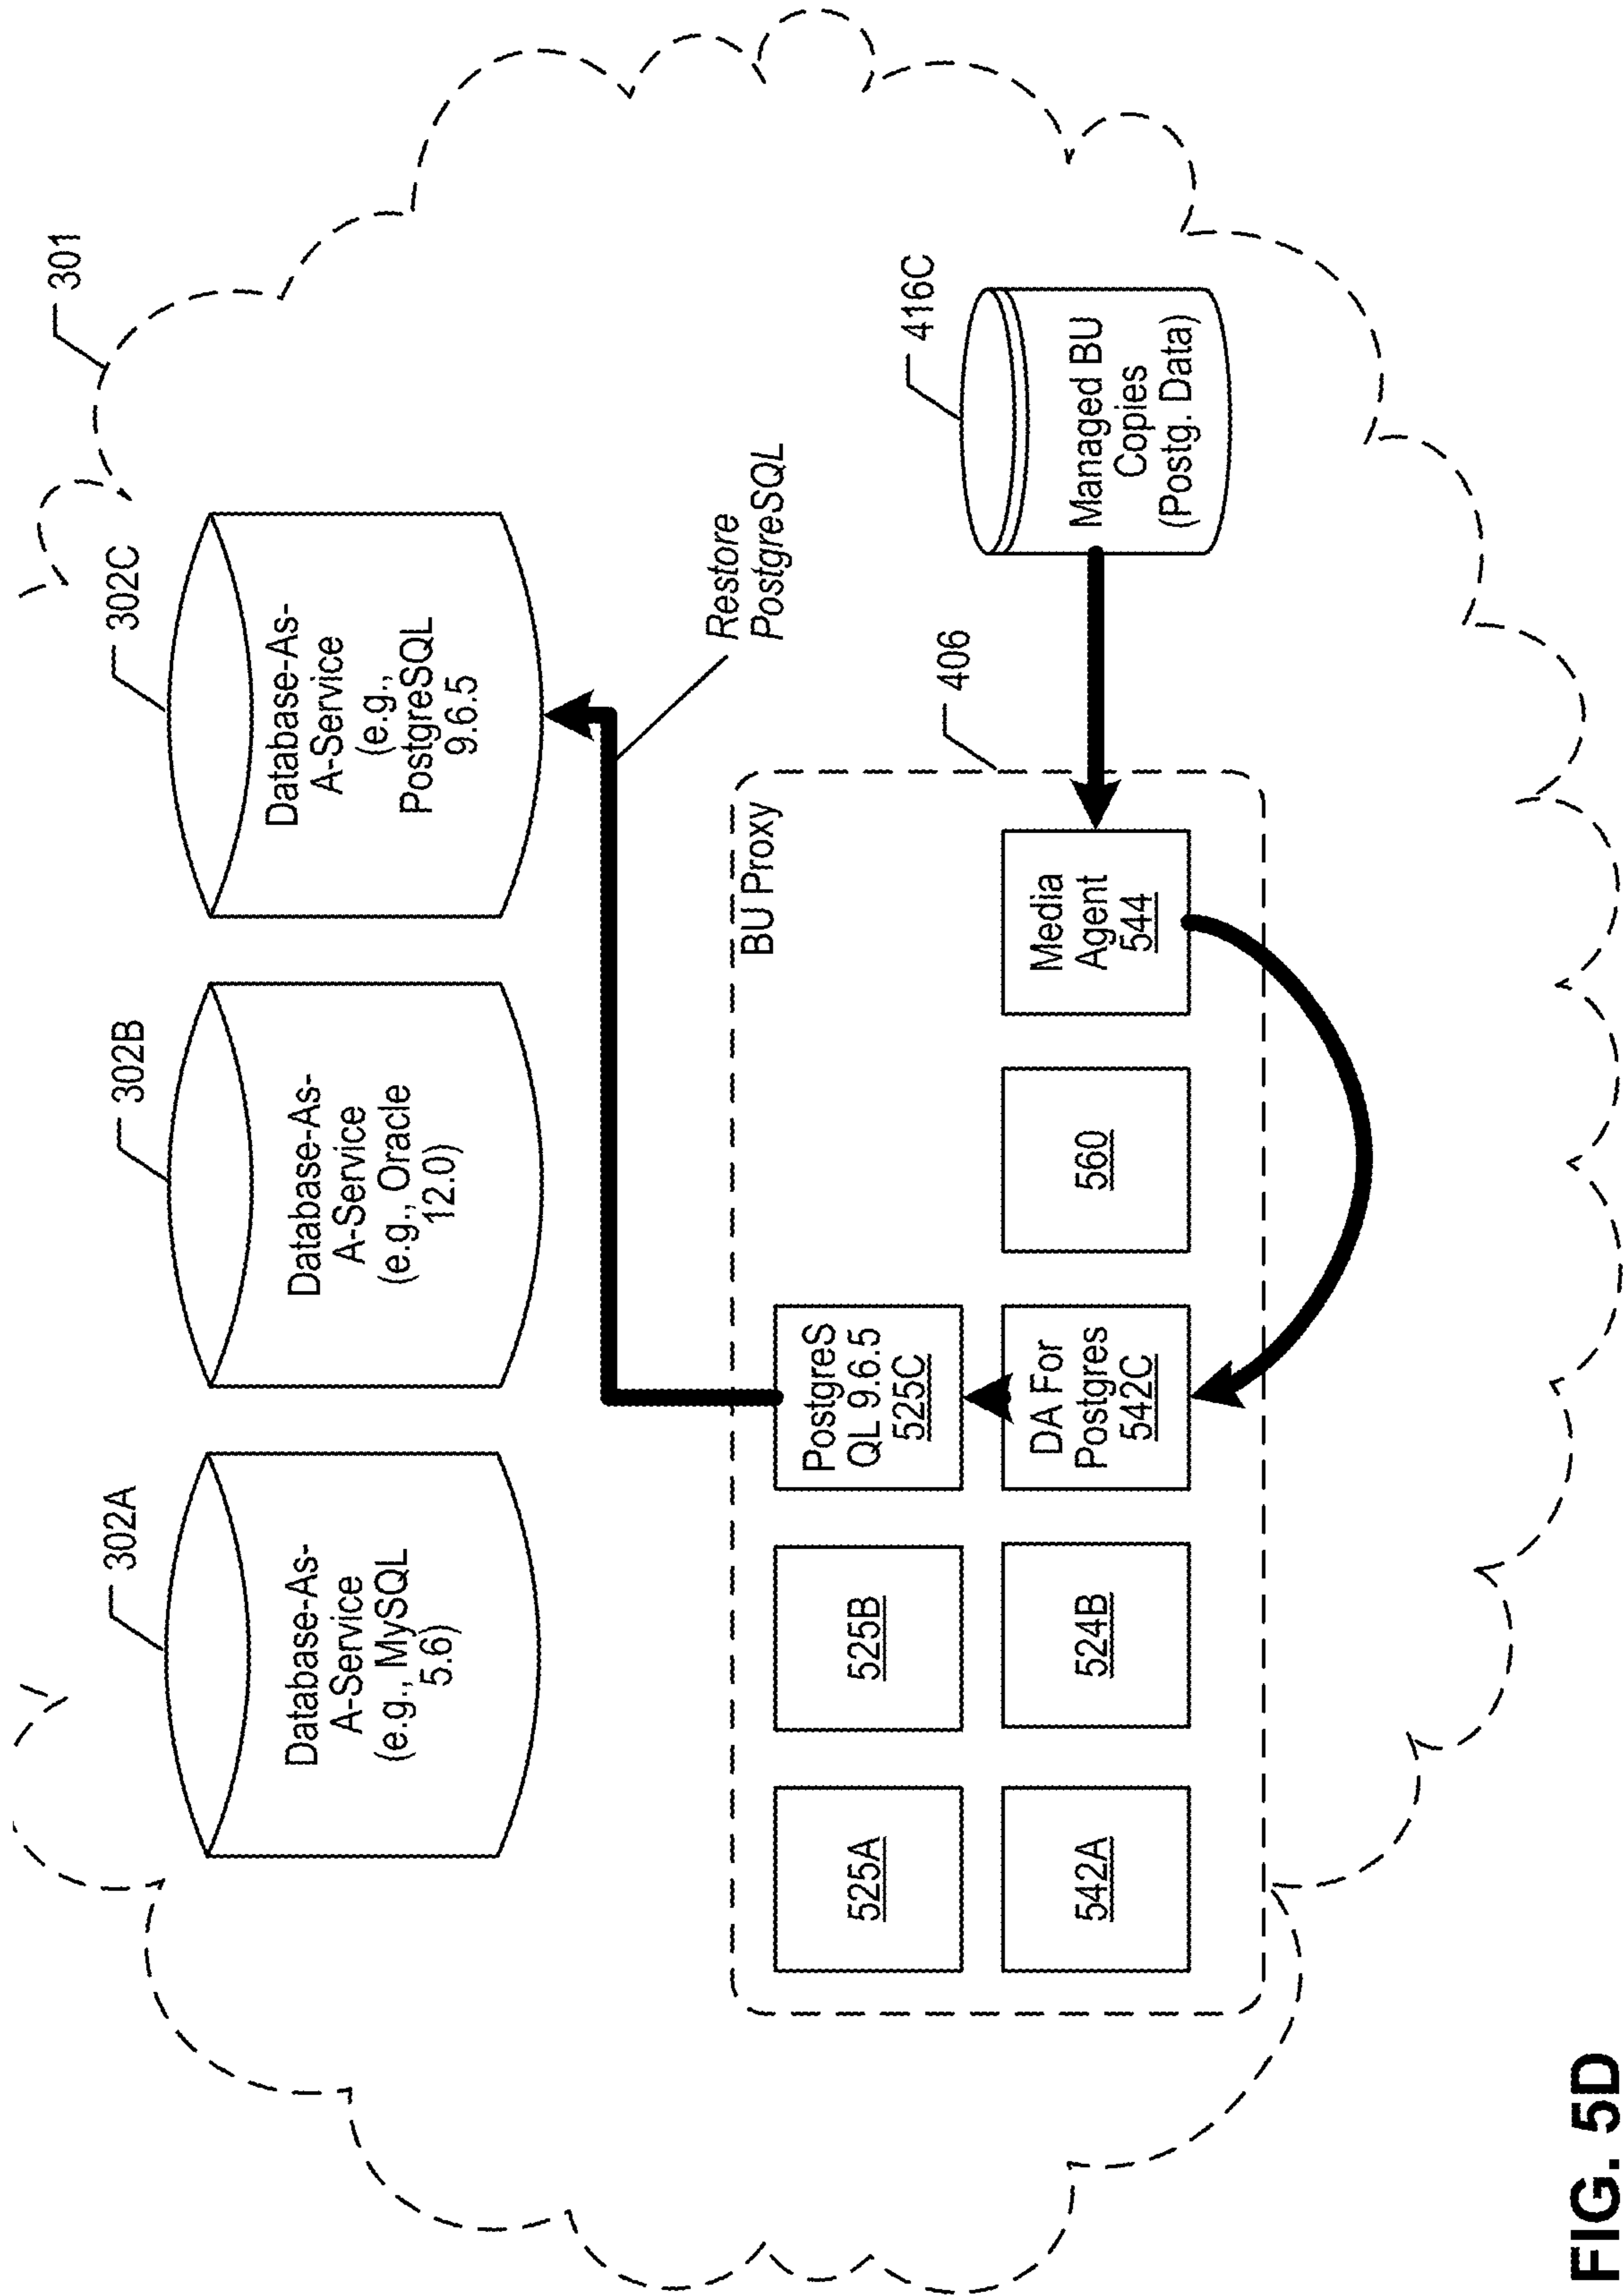 301
302A
302B
302C
Database-As-
A-Service
(e.g., MySQL
5.6)
Database-As-
A-Service
(e.g., Oracle
12.0)
Database-As-
A-Service
(e.g.,
PostgreSQL
9.6.5
Restore
PostgreSQL
406
BU Proxy
525A
525B
PostgreS
QL 9.6.5
525C
542A
524B
DA For
Postgres
542C
560
Media
Agent
544
416C
Managed BU
Copies
(Postg. Data)
FIG. 5D